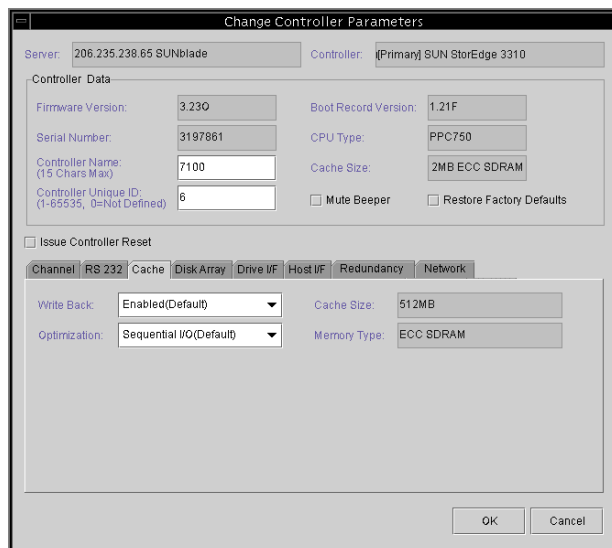 Change Controller Parameters
Server: 206.235.238.65 SUNblade Controller: [Primary] SUN StorEdge 3310
Controller Data
Firmware Version: 3.23Q Boot Record Version: 1.21F
Serial Number: 3197861 CPU Type: PPC750
Controller Name:
(15 Chars Max) 7100 Cache Size: 2MB ECC SDRAM
Controller Unique ID:
(1-65535, 0=Not Defined) 6 Mute Beeper Restore Factory Defaults
Issue Controller Reset
Channel RS 232 Cache Disk Array Drive I/F Host I/F Redundancy Network
Write Back: Enabled(Default) Cache Size: 512MB
Optimization: Sequential I/O(Default) Memory Type: ECC SDRAM
OK Cancel